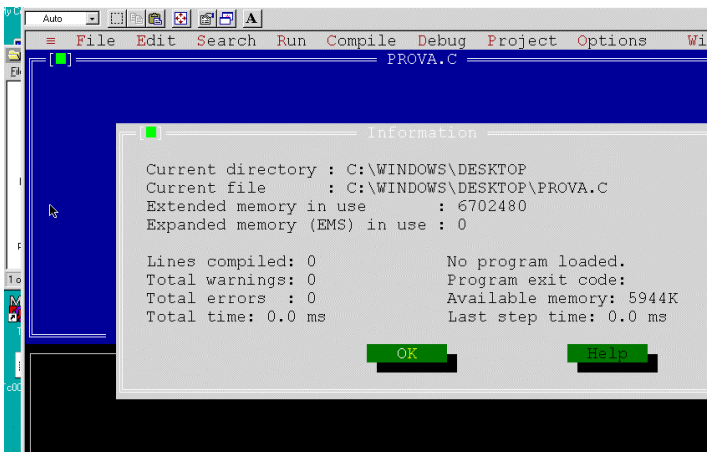 Auto
A
≡ File Edit Search Run Compile Debug Project Options Wi
PROVA.C
Information
Current directory : C:\WINDOWS\DESKTOP
Current file : C:\WINDOWS\DESKTOP\PROVA.C
Extended memory in use : 6702480
Expanded memory (EMS) in use : 0
Lines compiled: 0 No program loaded.
Total warnings: 0 Program exit code:
Total errors : 0 Available memory: 5944K
Total time: 0.0 ms Last step time: 0.0 ms
OK Help